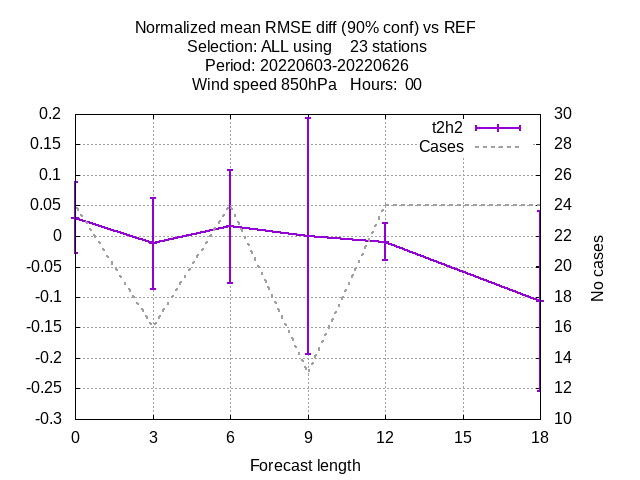 Normalized mean RMSE diff (90% conf) vs REF
Selection: ALL using    23 stations
Period: 20220603-20220626
Wind speed 850hPa   Hours:  00
0.2
0.15
0.1
0.05
0
-0.05
-0.1
-0.15
-0.2
-0.25
-0.3
t2h2
Cases
30
28
26
24
22
20
18
16
14
12
10
No cases
0 3 6 9 12 15 18
Forecast length